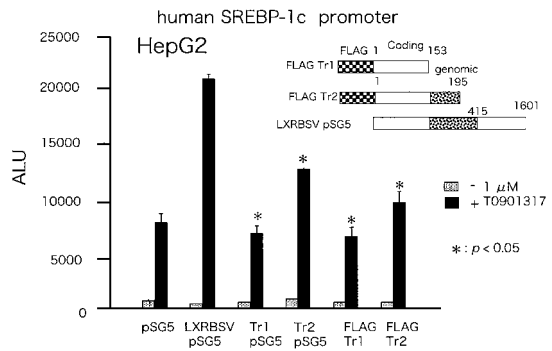 human SREBP-1c promoter
HepG2
ALU
25000
20000
15000
10000
5000
0
FLAG 1 Coding 153
FLAG Tr1
1 genomic 195
FLAG Tr2
415 1601
LXRBSV pSG5
- 1 μM
+ T0901317
*: p < 0.05
* * * *
pSG5 LXRBSV Tr1 Tr2 FLAG FLAG
pSG5 pSG5 pSG5 Tr1 Tr2